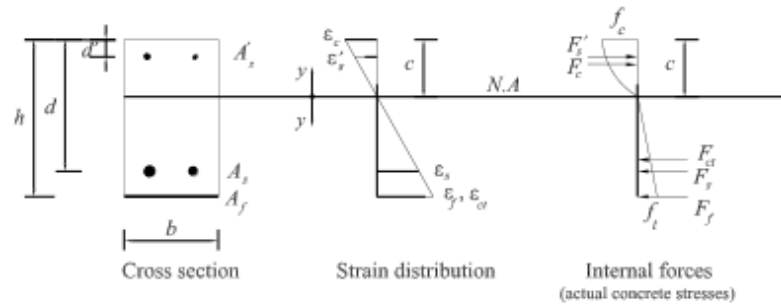 d'
A's
h
d
As
Af
b
εc
ε's
y
y
c
εs
εf, εct
N.A
fc
F's
Fc
c
Fct
Fs
Ff
ft
Cross section
Strain distribution
Internal forces
(actual concrete stresses)